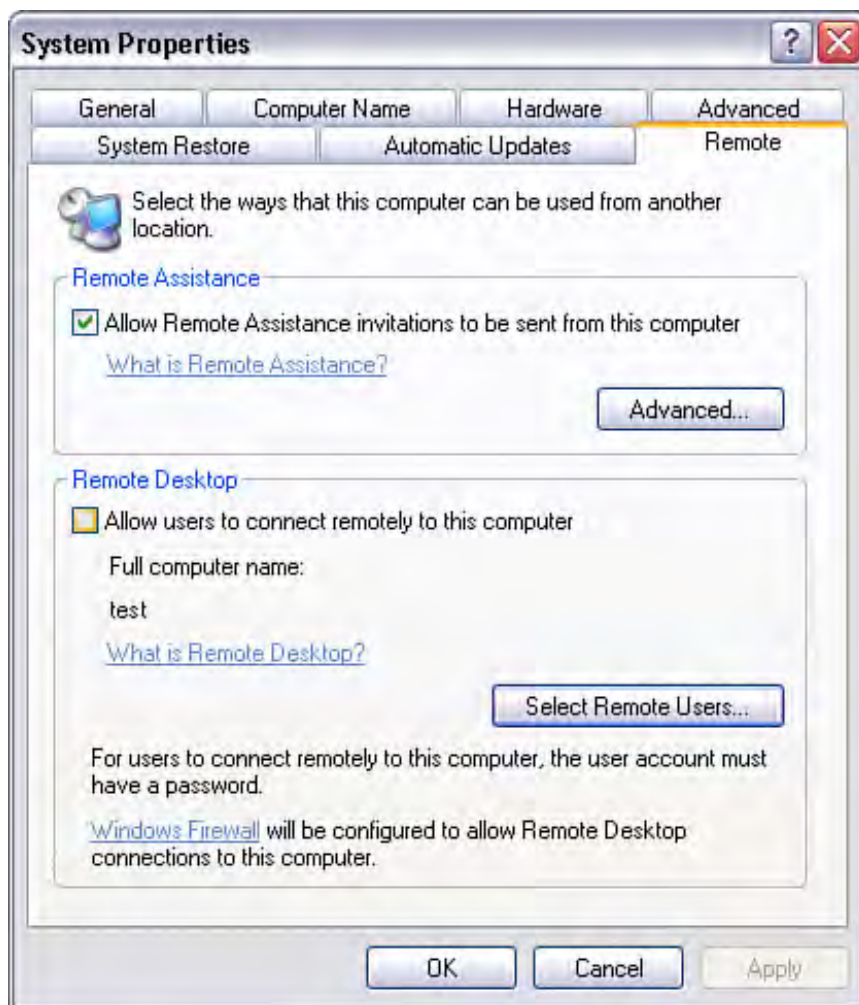 System Properties
General Computer Name Hardware Advanced
System Restore Automatic Updates Remote
Select the ways that this computer can be used from another
location.
Remote Assistance
Allow Remote Assistance invitations to be sent from this computer
What is Remote Assistance?
Advanced...
Remote Desktop
Allow users to connect remotely to this computer
Full computer name:
test
What is Remote Desktop?
Select Remote Users...
For users to connect remotely to this computer, the user account must
have a password.
Windows Firewall will be configured to allow Remote Desktop
connections to this computer.
OK Cancel Apply